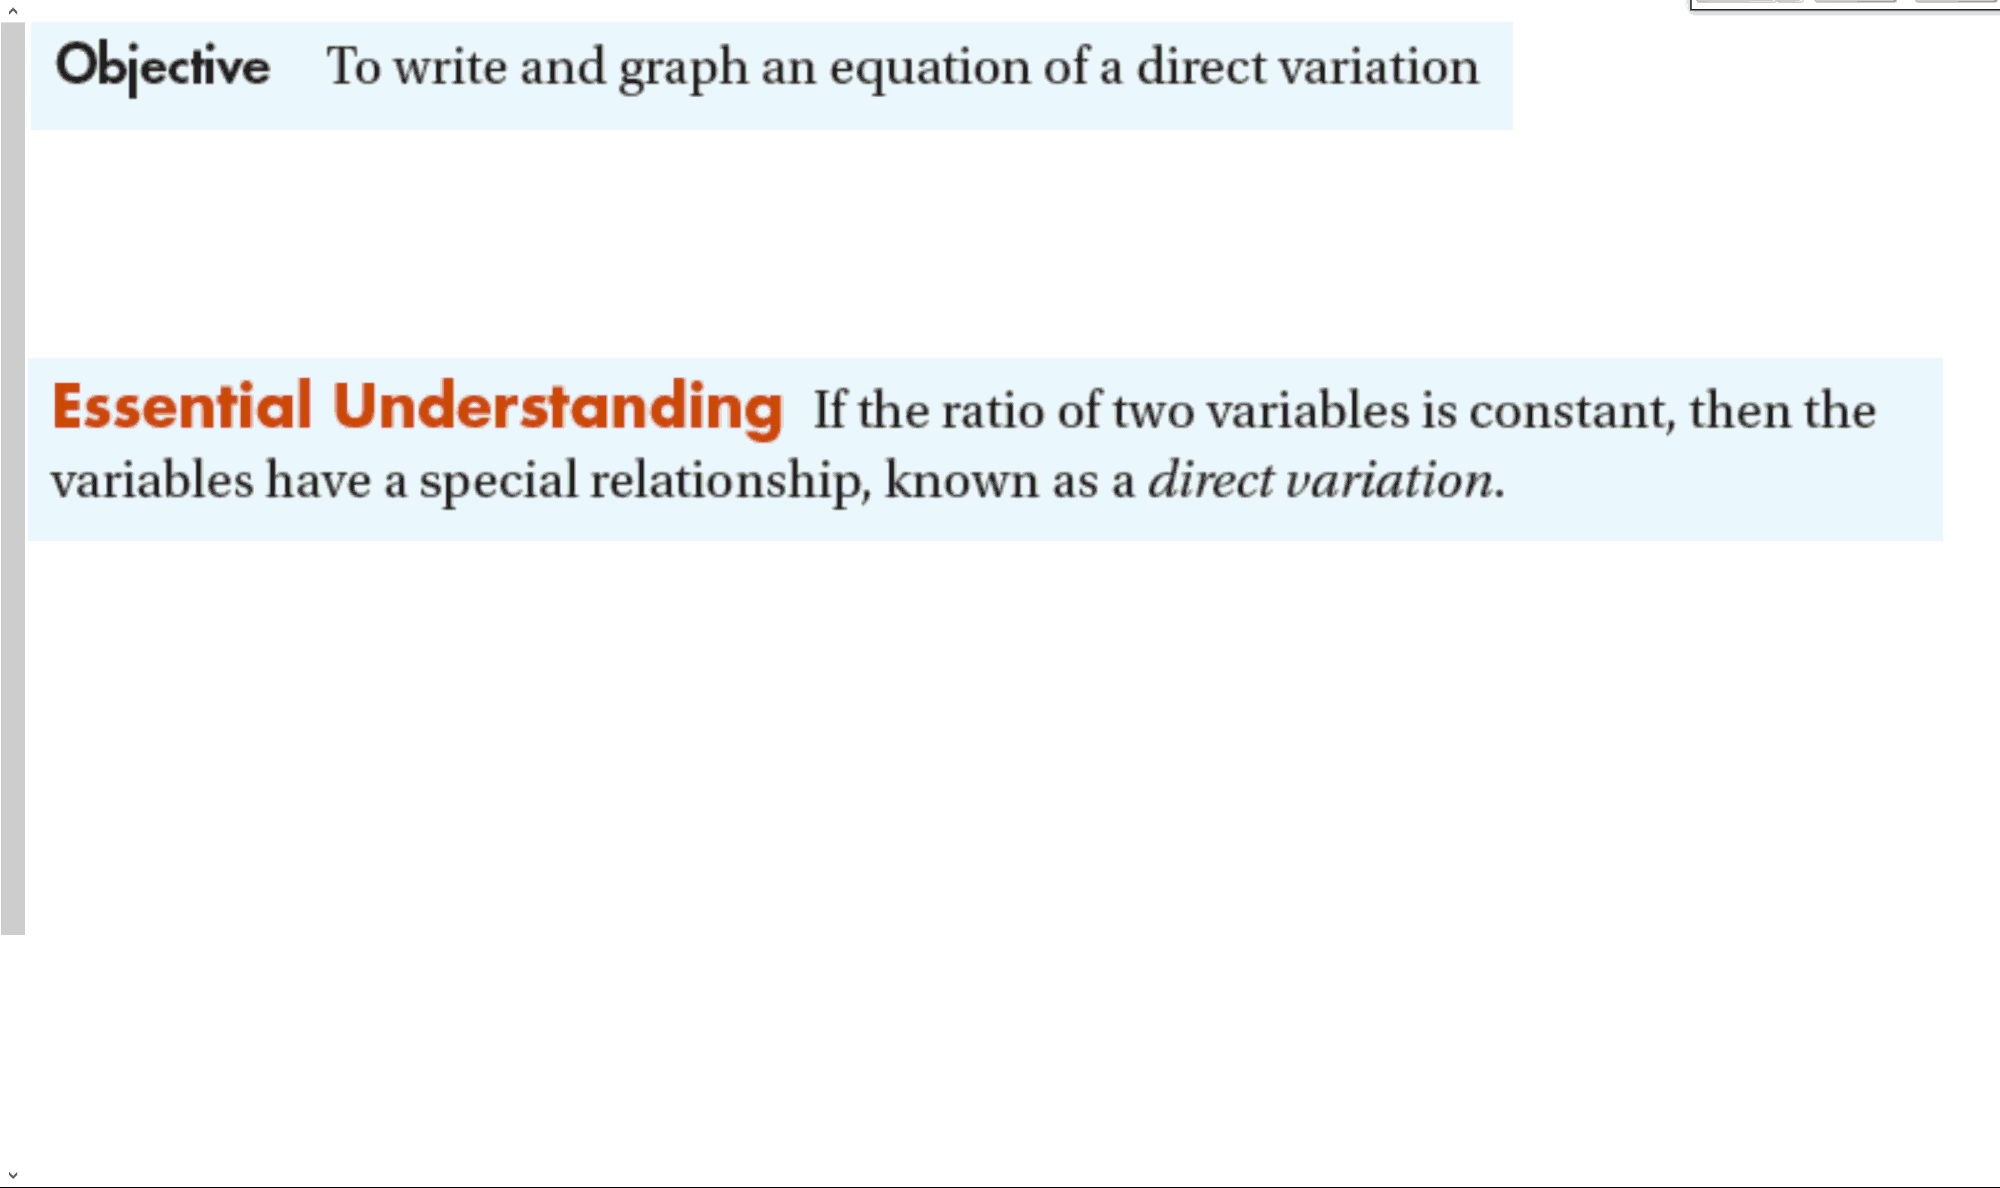 Objective To write and graph an equation of a direct variation
Essential Understanding If the ratio of two variables is constant, then the
variables have a special relationship, known as a direct variation.